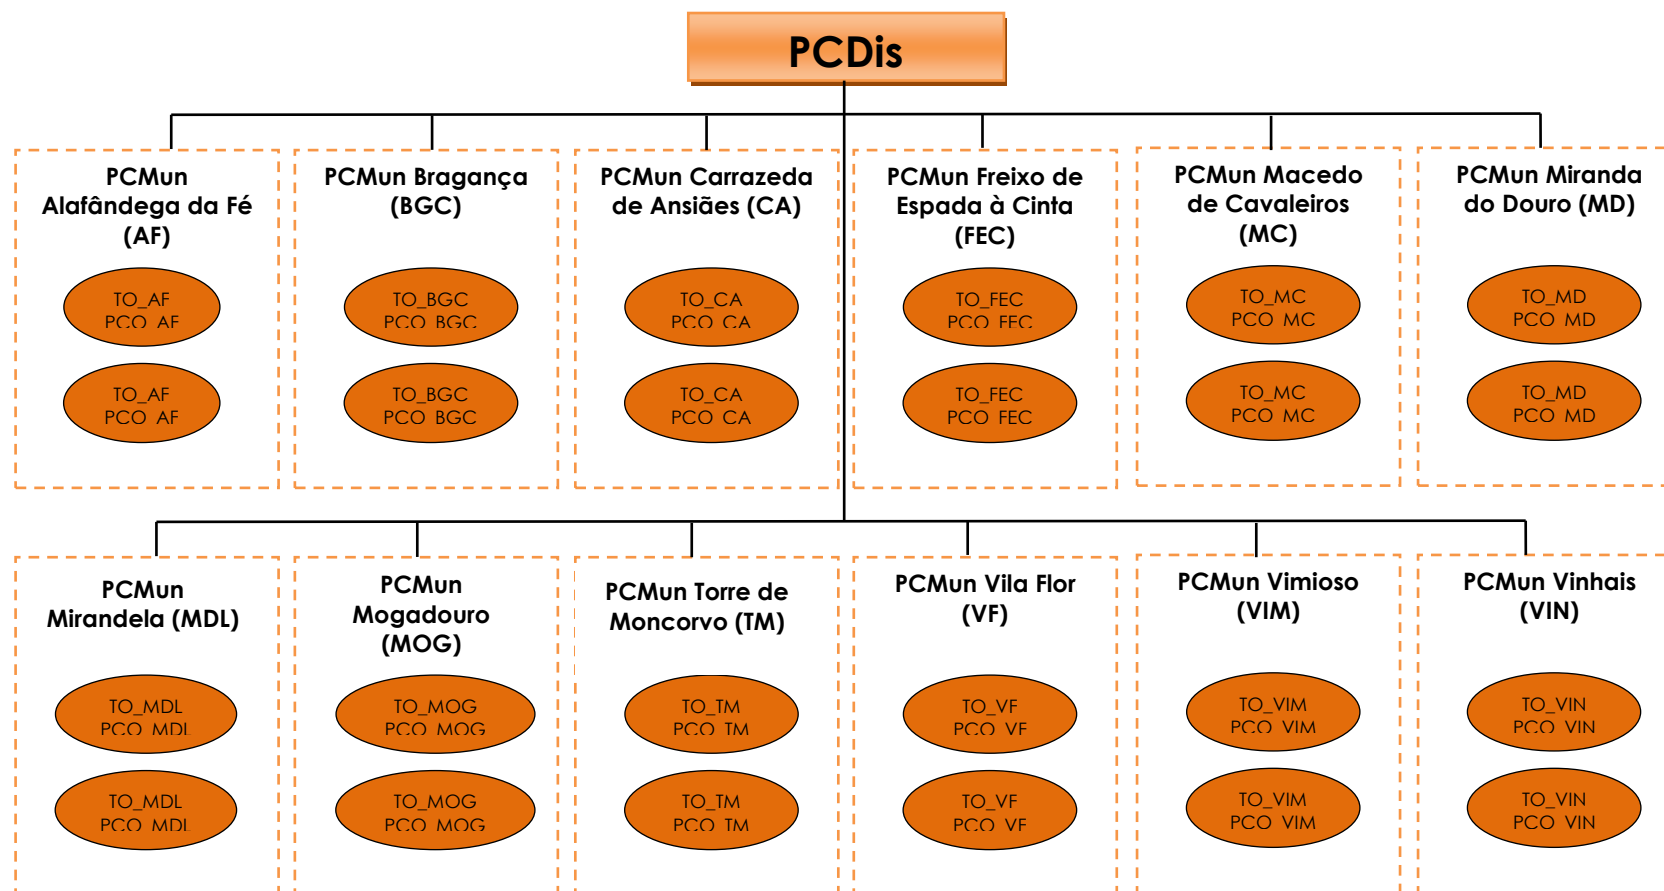 PCDis
PCMun
Alafândega da Fé
(AF)
TO_AF
PCO_AF
TO_AF
PCO_AF
PCMun Bragança
(BGC)
TO_BGC
PCO_BGC
TO_BGC
PCO_BGC
PCMun Carrazeda
de Ansiães (CA)
TO_CA
PCO_CA
TO_CA
PCO_CA
PCMun Freixo de
Espada à Cinta
(FEC)
TO_FEC
PCO_FEC
TO_FEC
PCO_FEC
PCMun Macedo
de Cavaleiros
(MC)
TO_MC
PCO_MC
TO_MC
PCO_MC
PCMun Miranda
do Douro (MD)
TO_MD
PCO_MD
TO_MD
PCO_MD
PCMun
Mirandela (MDL)
TO_MDL
PCO_MDL
TO_MDL
PCO_MDL
PCMun
Mogadouro
(MOG)
TO_MOG
PCO_MOG
TO_MOG
PCO_MOG
PCMun Torre de
Moncorvo (TM)
TO_TM
PCO_TM
TO_TM
PCO_TM
PCMun Vila Flor
(VF)
TO_VF
PCO_VF
TO_VF
PCO_VF
PCMun Vimioso
(VIM)
TO_VIM
PCO_VIM
TO_VIM
PCO_VIM
PCMun Vinhais
(VIN)
TO_VIN
PCO_VIN
TO_VIN
PCO_VIN